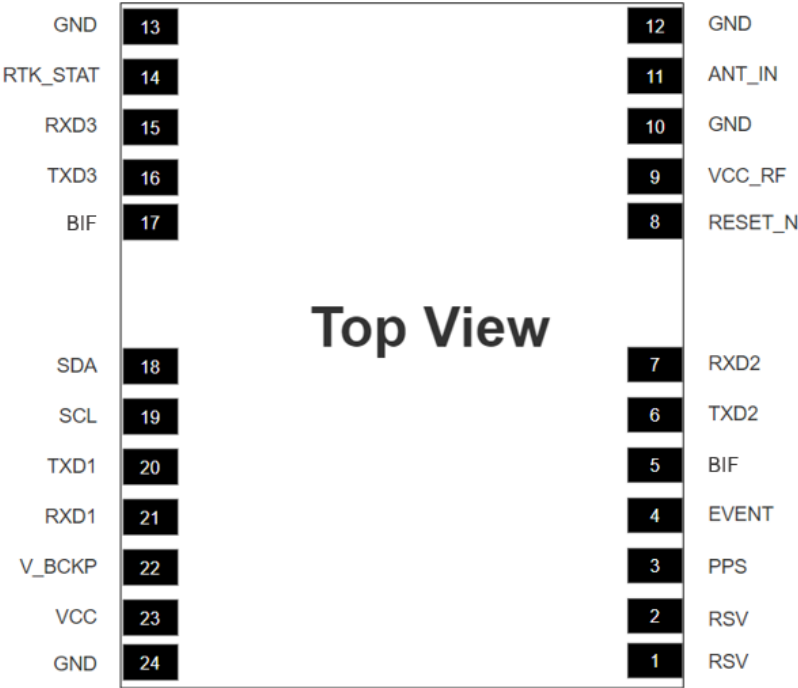 GND 13 12 GND
RTK_STAT 14 11 ANT_IN
RXD3 15 10 GND
TXD3 16 9 VCC_RF
BIF 17 8 RESET_N
Top View
SDA 18 7 RXD2
SCL 19 6 TXD2
TXD1 20 5 BIF
RXD1 21 4 EVENT
V_BCKP 22 3 PPS
VCC 23 2 RSV
GND 24 1 RSV